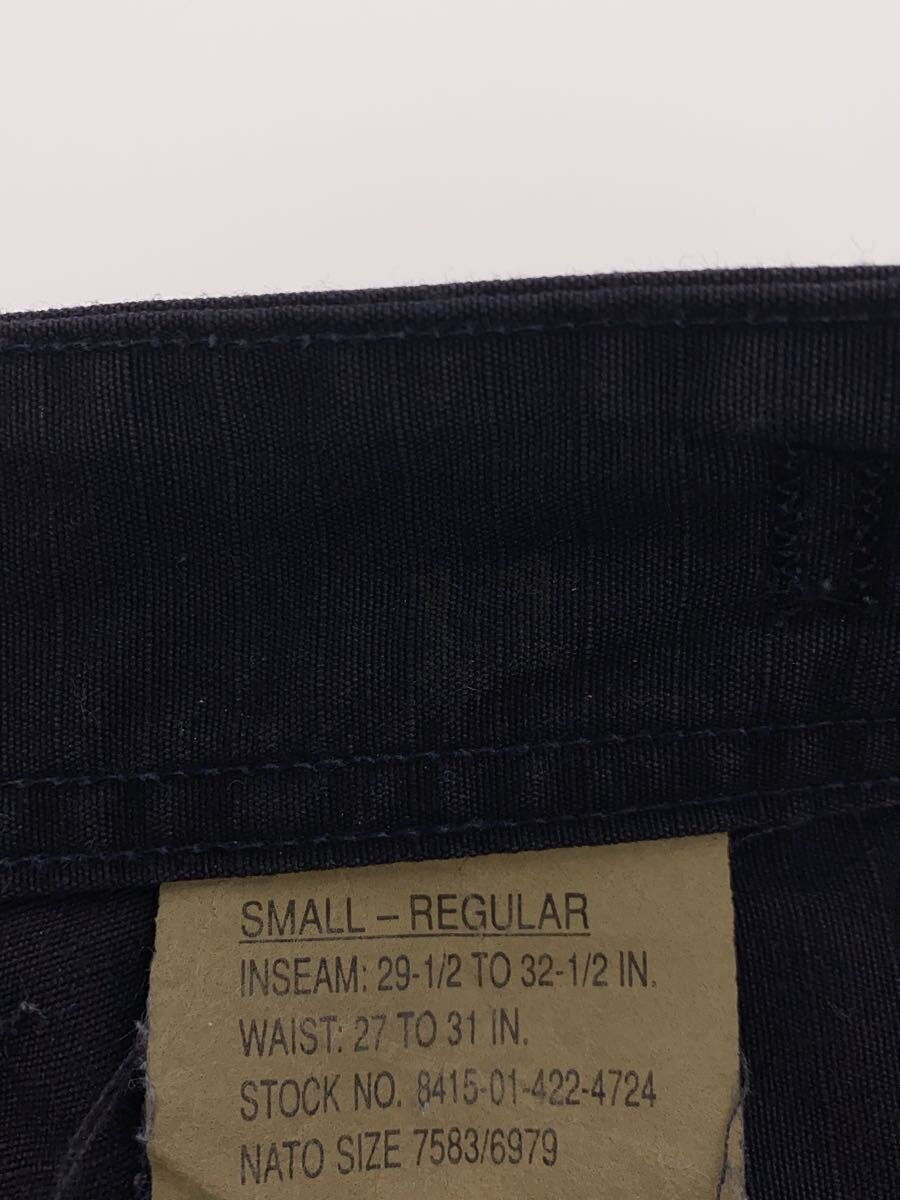 SMALL – REGULAR
INSEAM: 29-1/2 TO 32-1/2 IN.
WAIST: 27 TO 31 IN.
STOCK NO. 8415-01-422-4724
NATO SIZE 7583/6979